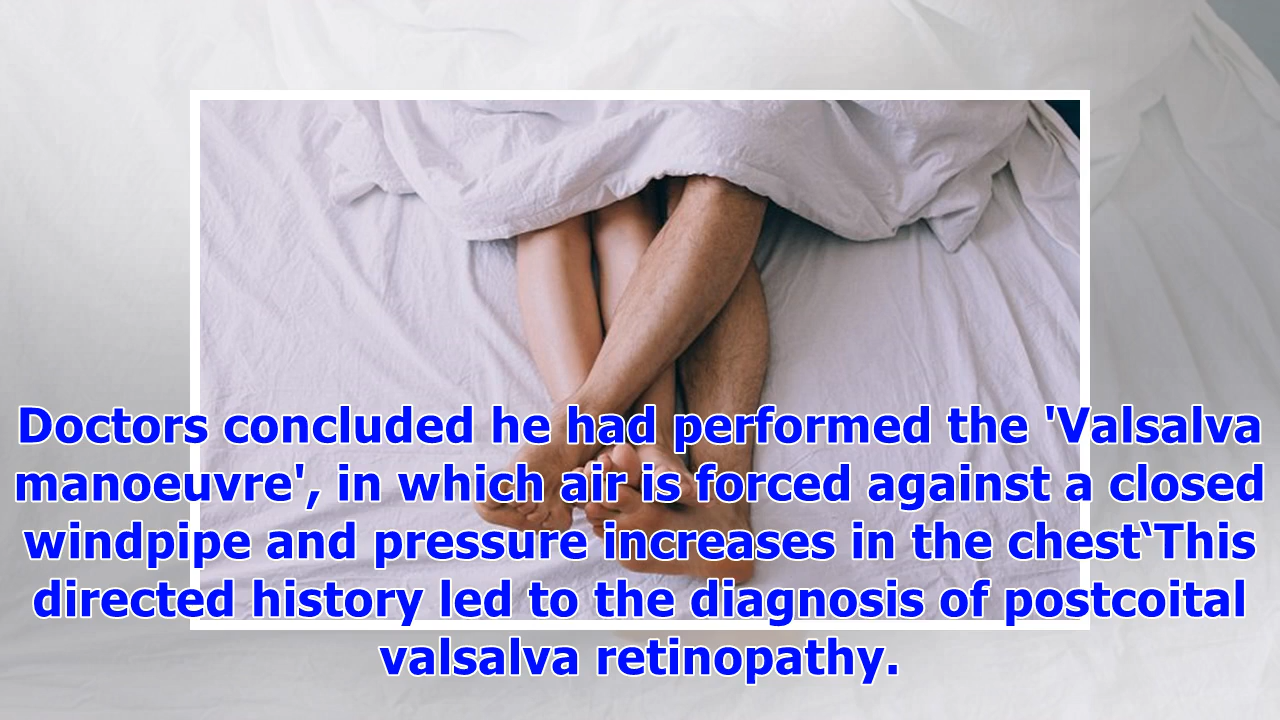 Doctors concluded he had performed the 'Valsalva
manoeuvre', in which air is forced against a closed
windpipe and pressure increases in the chest‘This
directed history led to the diagnosis of postcoital
valsalva retinopathy.